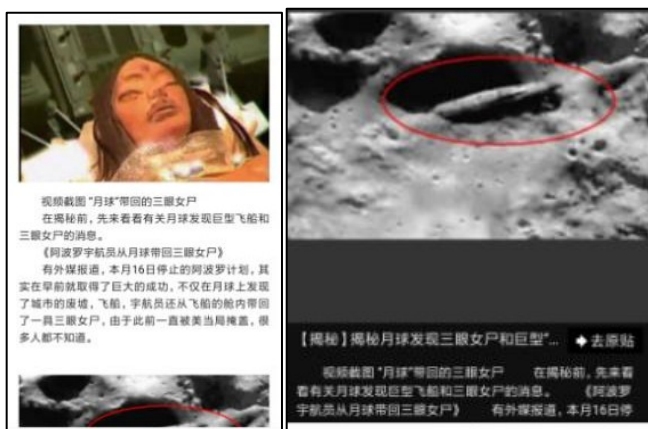 视频截图“月球”带回的三眼女尸
在揭秘前，先来看看有关月球发现巨型飞船和
三眼女尸的消息。
《阿波罗宇航员从月球带回三眼女尸》
有外媒报道，本月16日停止的阿波罗计划，其
实在早前就取得了巨大的成功，不仅在月球上发现
了城市的废墟，飞船，宇航员还从飞船的舱内带回
了一具三眼女尸，由于此前一直被美当局掩盖，很
多人都不知道。
【揭秘】揭秘月球发现三眼女尸和巨型“...
去原贴
视频截图“月球”带回的三眼女尸 在揭秘前，先来看
看有关月球发现巨型飞船和三眼女尸的消息。 《阿波罗
宇航员从月球带回三眼女尸》 有外媒报道，本月16日停